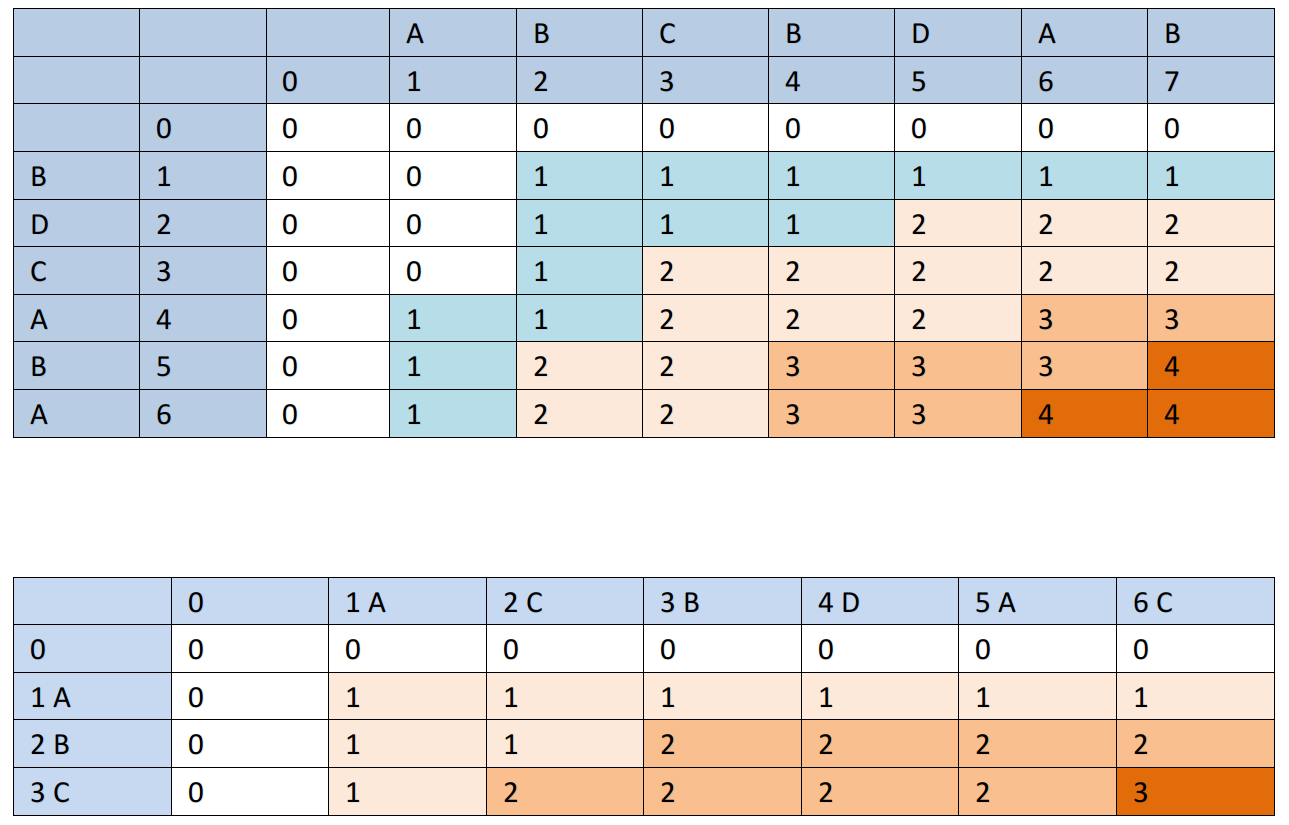 A B C B D A B
0 1 2 3 4 5 6 7
0 0 0 0 0 0 0 0 0
B 1 0 0 1 1 1 1 1 1
D 2 0 0 1 1 1 2 2 2
C 3 0 0 1 2 2 2 2 2
A 4 0 1 1 2 2 2 3 3
B 5 0 1 2 2 3 3 3 4
A 6 0 1 2 2 3 3 4 4
0 1 A 2 C 3 B 4 D 5 A 6 C
0 0 0 0 0 0 0 0
1 A 0 1 1 1 1 1 1
2 B 0 1 1 2 2 2 2
3 C 0 1 2 2 2 2 3